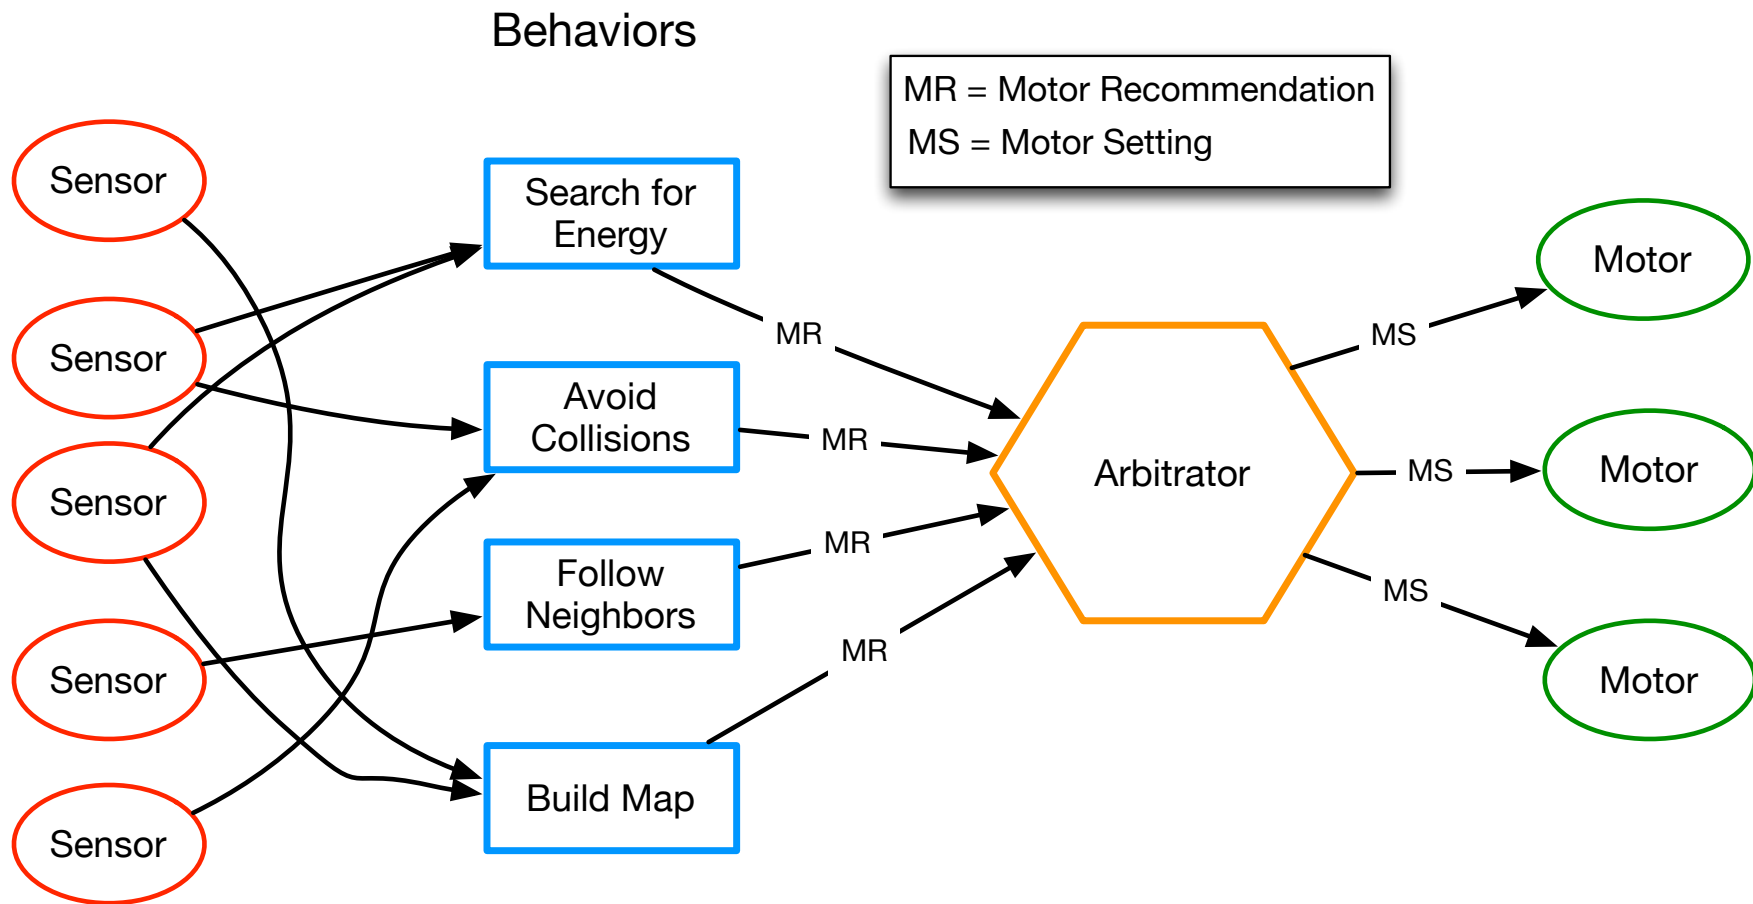 Behaviors
MR = Motor Recommendation
MS = Motor Setting
Sensor
Sensor
Sensor
Sensor
Sensor
Search for
Energy
Avoid
Collisions
Follow
Neighbors
Build Map
MR
MR
MR
MR
Arbitrator
MS
MS
MS
Motor
Motor
Motor